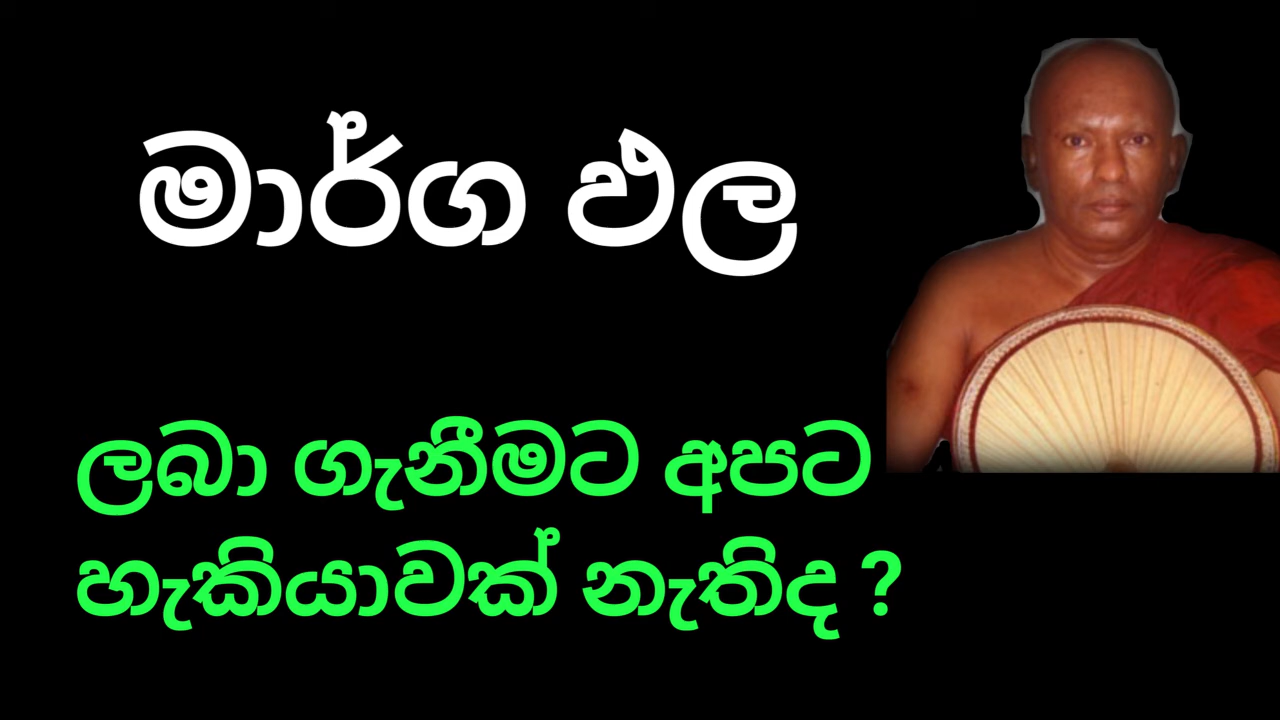 මාර්ග ඵල
ලබා ගැනීමට අපට
හැකියාවක් නැතිද ?